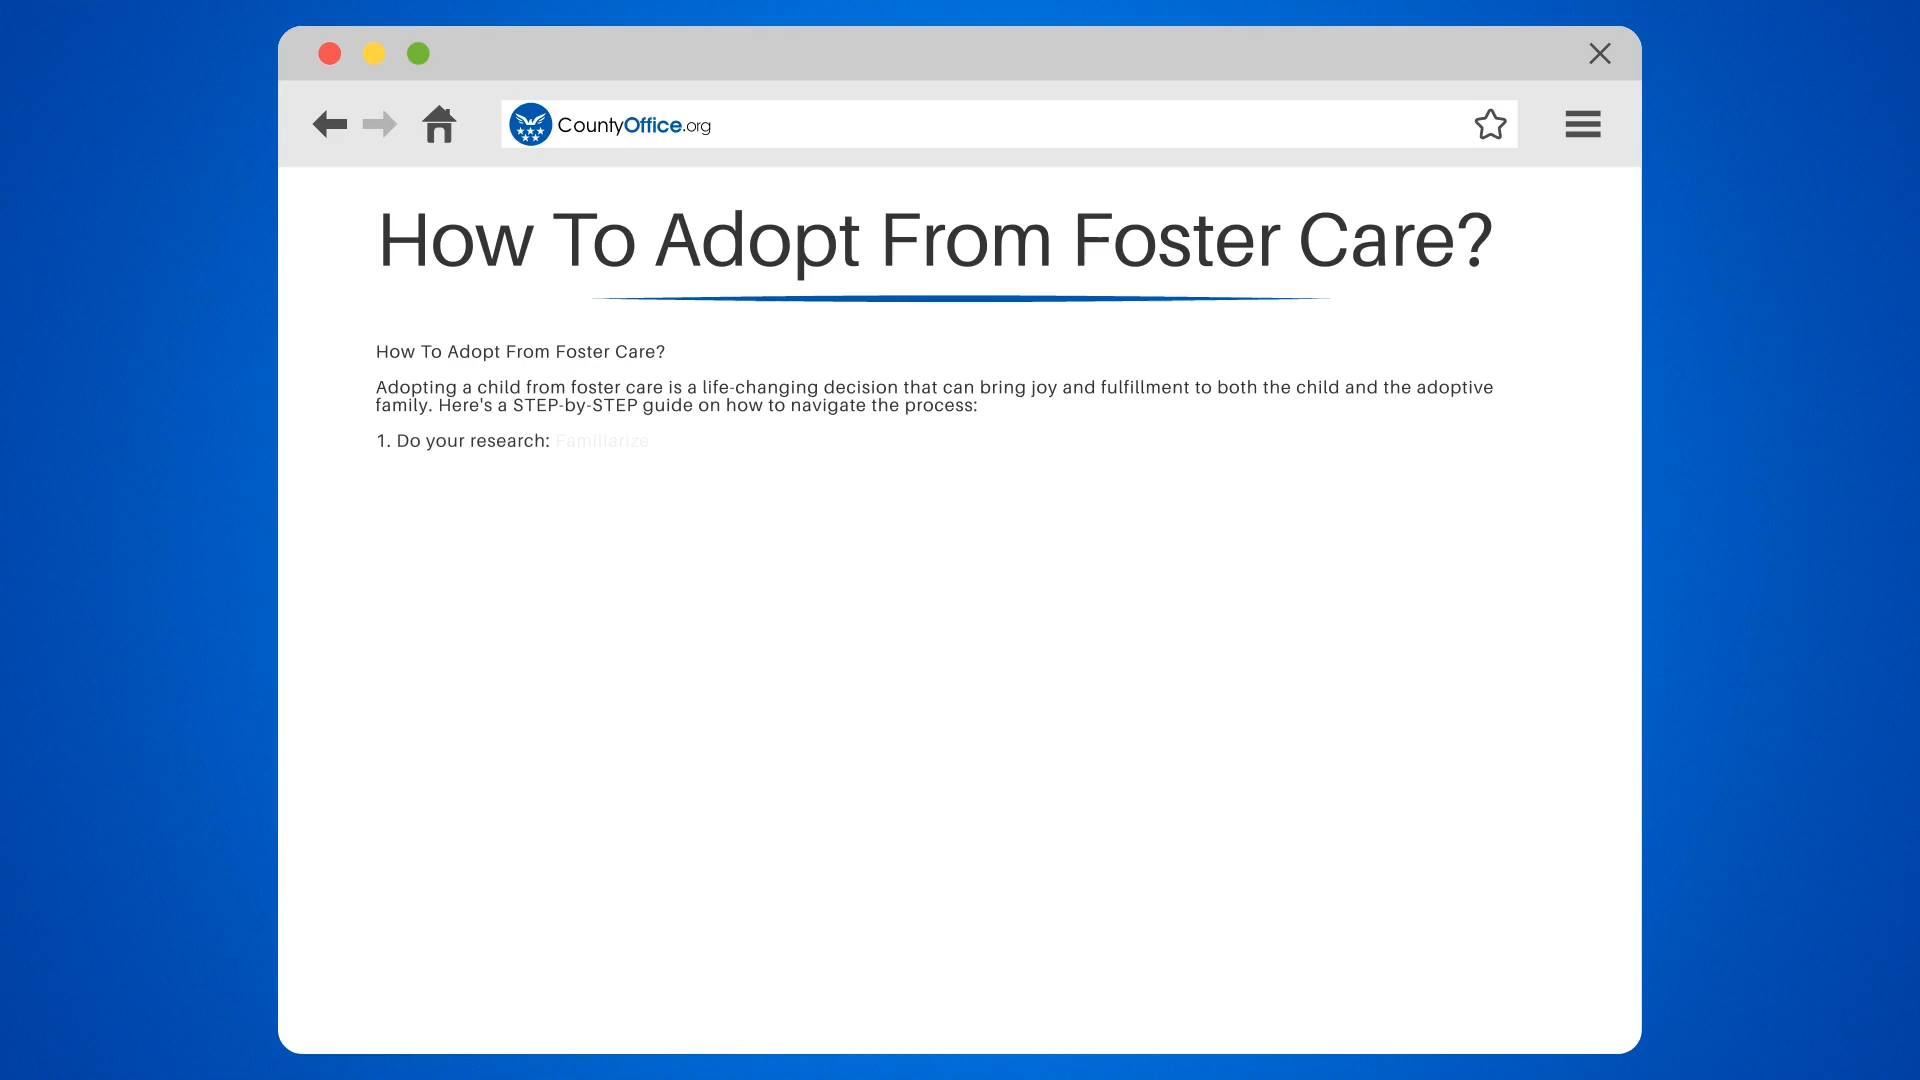 CountyOffice.org
How To Adopt From Foster Care?
How To Adopt From Foster Care?
Adopting a child from foster care is a life-changing decision that can bring joy and fulfillment to both the child and the adoptive
family. Here's a STEP-by-STEP guide on how to navigate the process:
1. Do your research: Familiarize